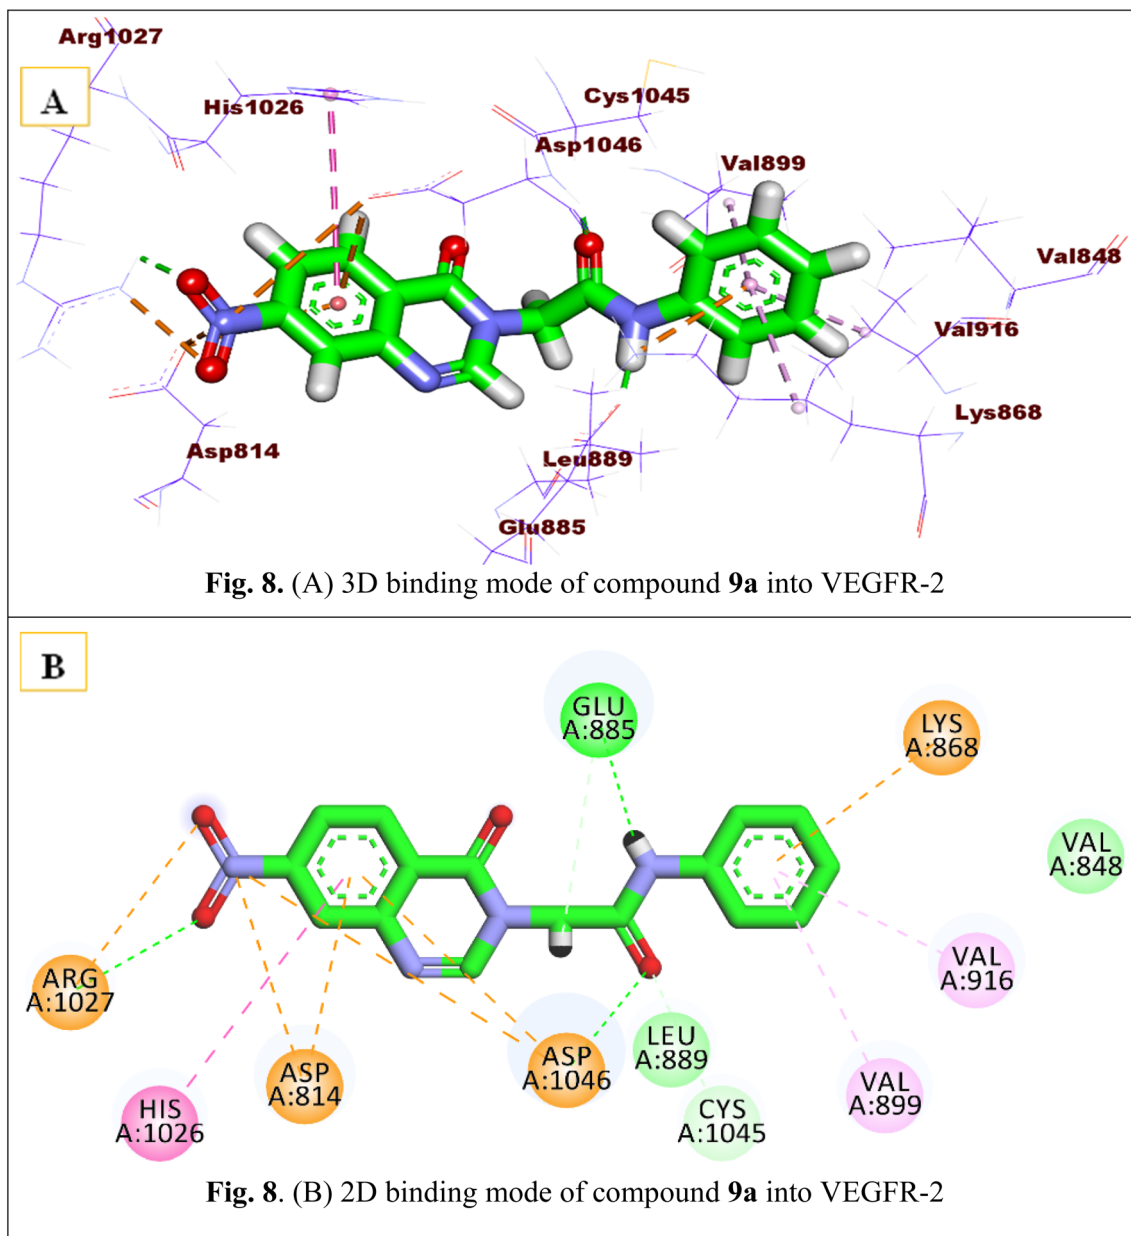 Arg1027
A
His1026
Cys1045
Asp1046
Val899
Val848
Val916
Lys868
Asp814
Leu889
Glu885
Fig. 8. (A) 3D binding mode of compound 9a into VEGFR-2
B
GLU
A:885
LYS
A:868
VAL
A:848
VAL
A:916
ARG
A:1027
LEU
A:889
ASP
A:1046
ASP
A:814
VAL
A:899
HIS
A:1026
CYS
A:1045
Fig. 8. (B) 2D binding mode of compound 9a into VEGFR-2